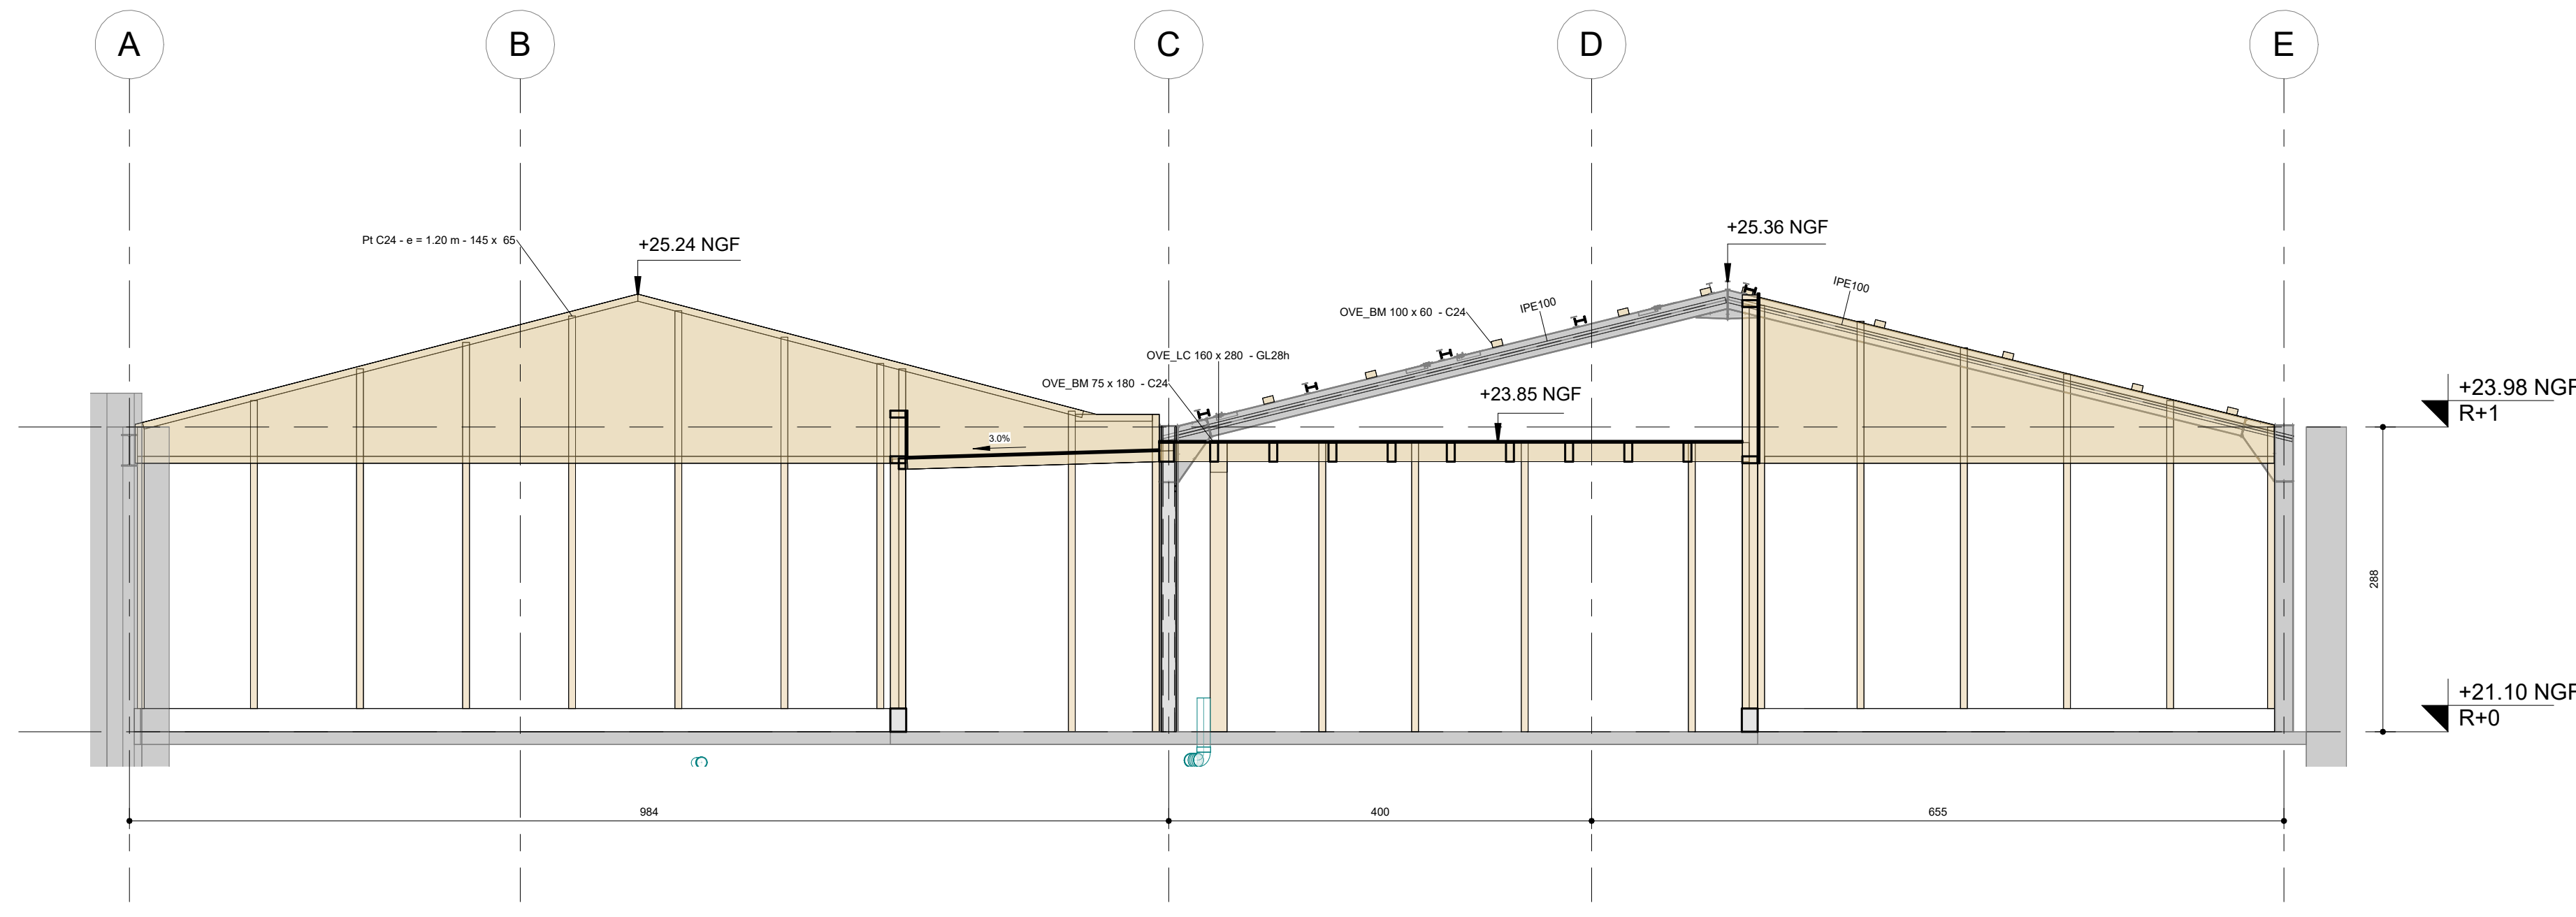 A
B
C
D
E
Pt C24 - e = 1.20 m - 145 x 65
+25.24 NGF
+25.36 NGF
IPE100
IPE100
OVE_BM 100 x 60 - C24
OVE_LC 160 x 280 - GL28h
OVE_BM 75 x 180 - C24
+23.85 NGF
+23.98 NGF
R+1
3.0%
288
+21.10 NGF
R+0
984
400
655